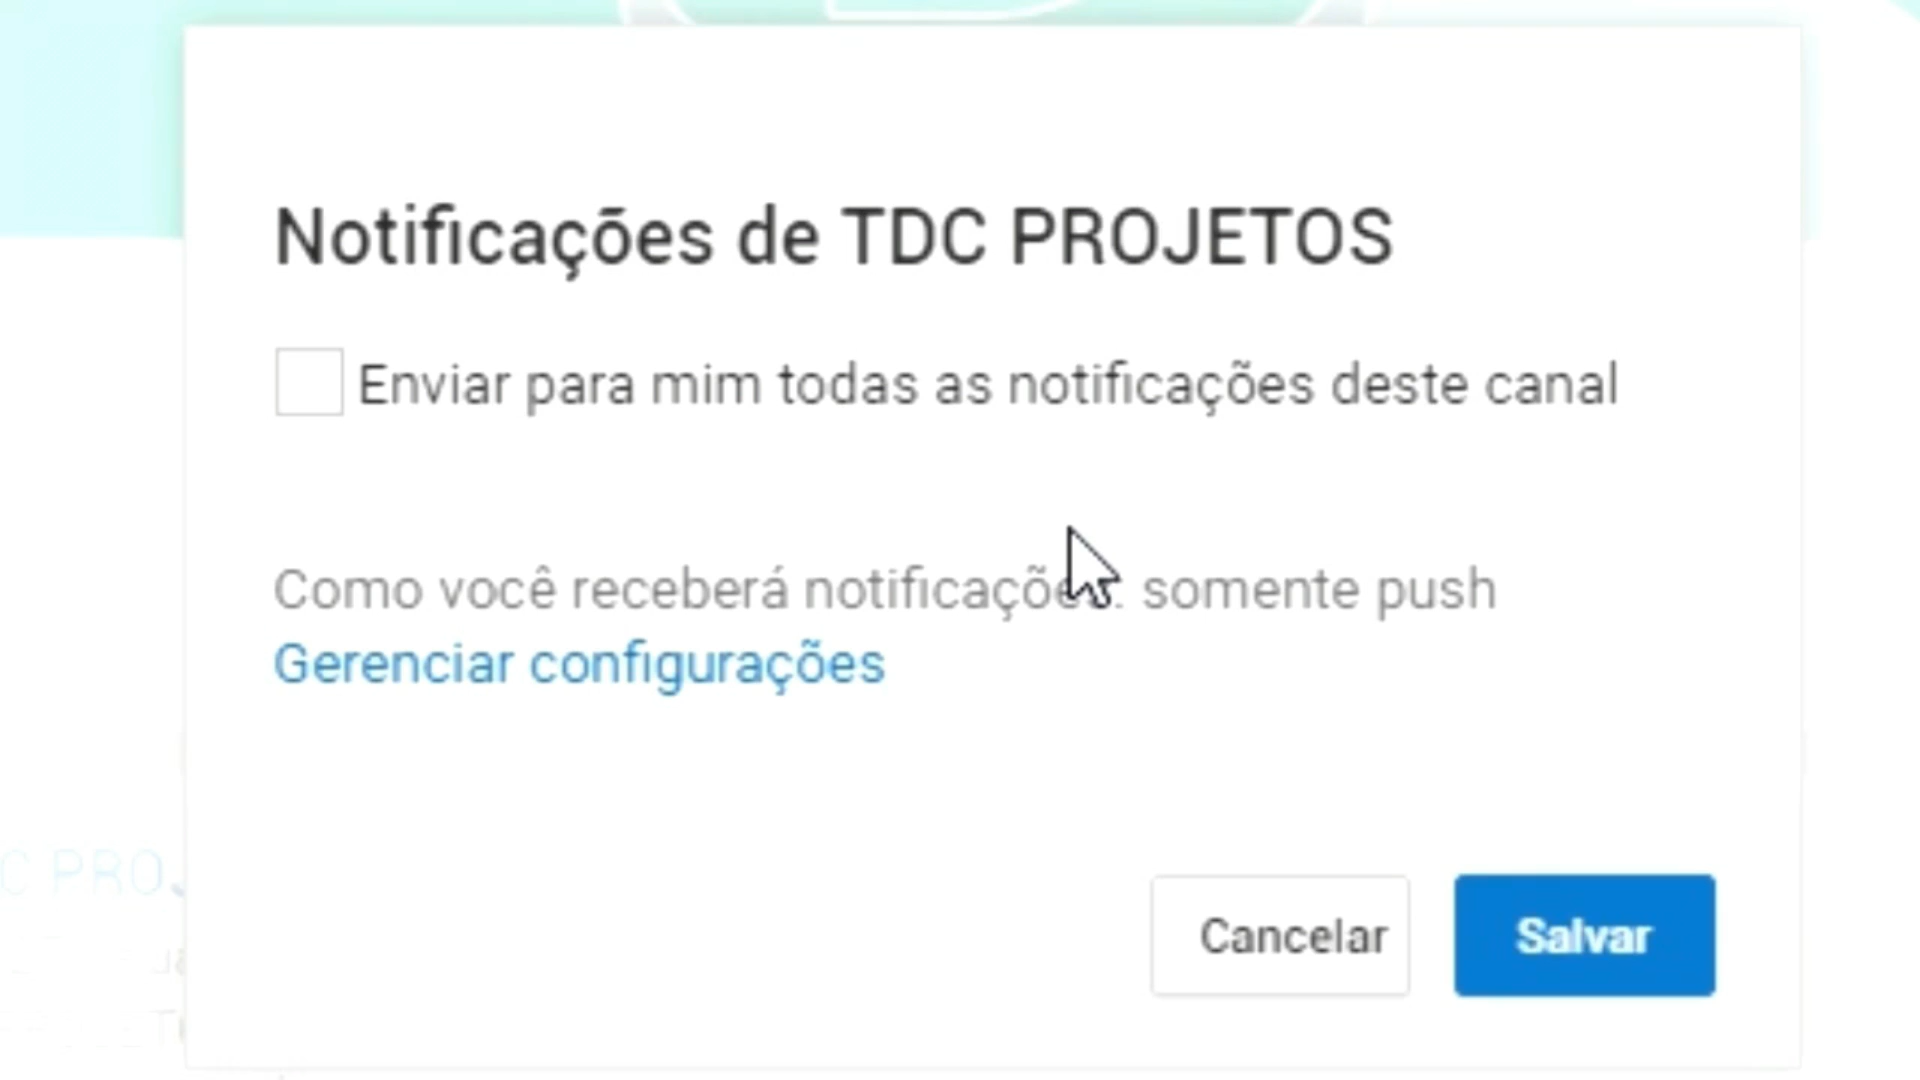 Notificações de TDC PROJETOS
Enviar para mim todas as notificações deste canal
Como você receberá notificações: somente push
Gerenciar configurações
C PROJ
Cancelar
Salvar